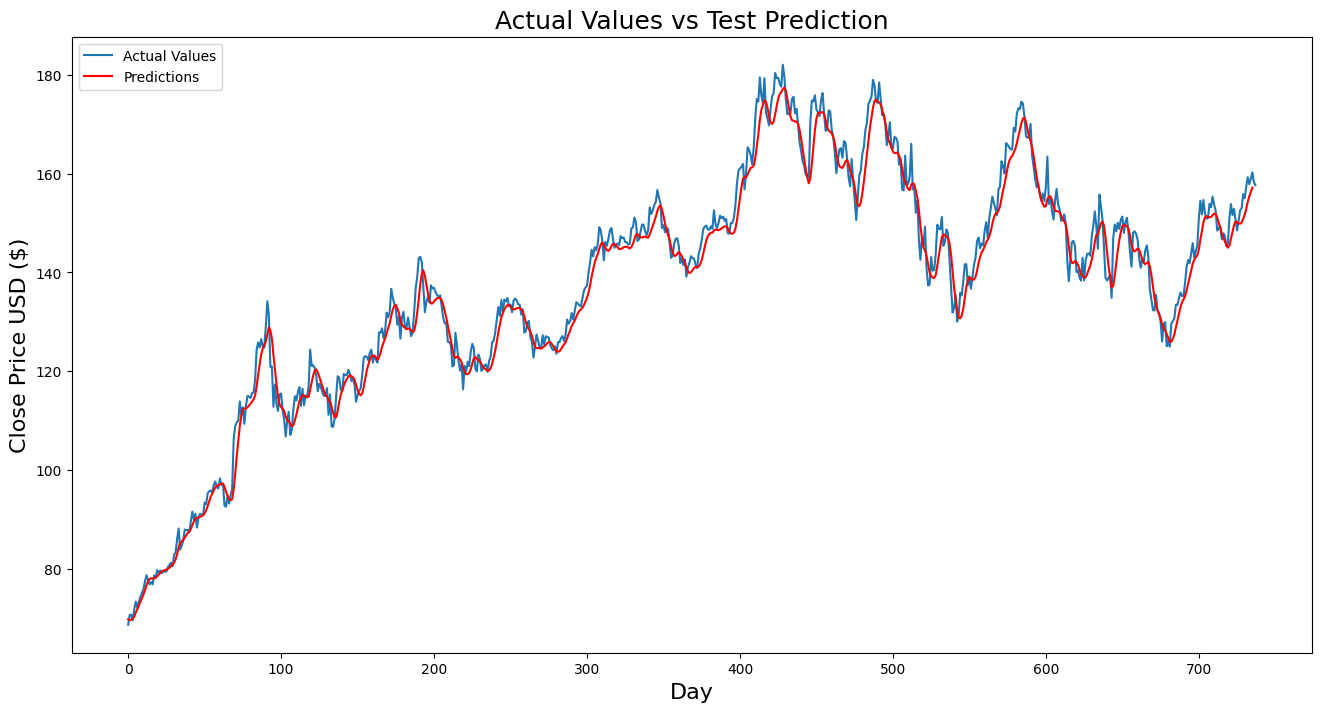 Actual Values vs Test Prediction
Actual Values
Predictions
Close Price USD ($)
180
160
140
120
100
80
0 100 200 300 400 500 600 700
Day